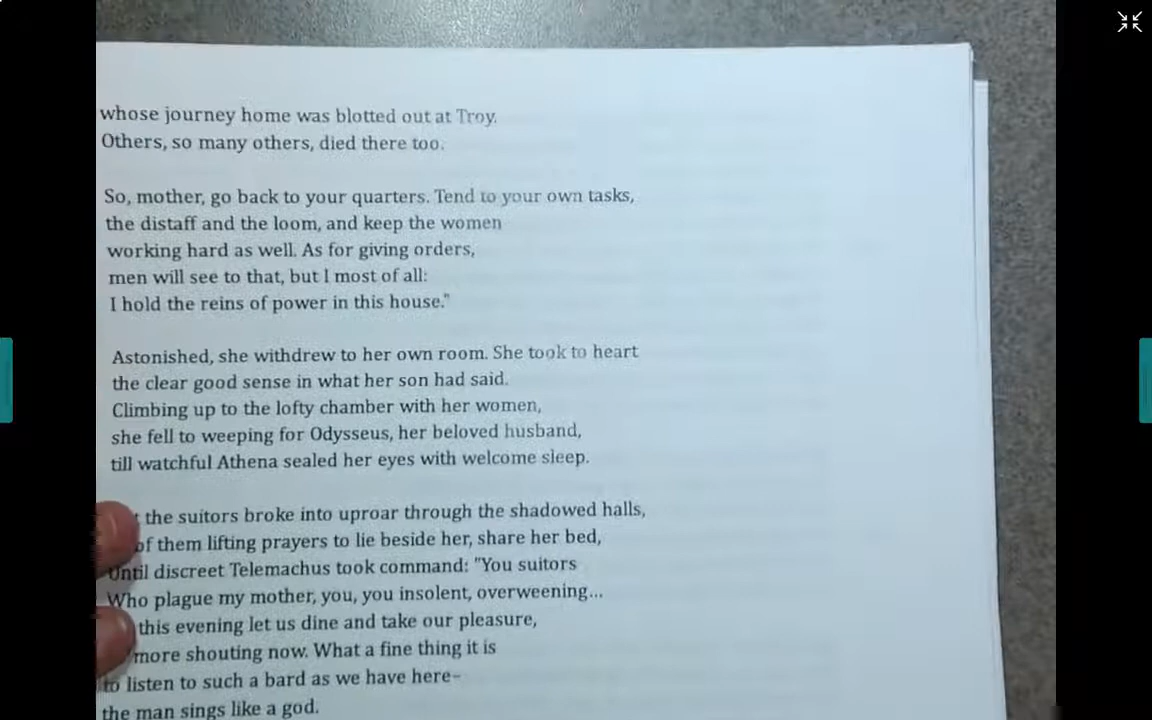 whose journey home was blotted out at Troy.
Others, so many others, died there too.
So, mother, go back to your quarters. Tend to your own tasks,
the distaff and the loom, and keep the women
working hard as well. As for giving orders,
men will see to that, but I most of all:
I hold the reins of power in this house."
Astonished, she withdrew to her own room. She took to heart
the clear good sense in what her son had said.
Climbing up to the lofty chamber with her women,
she fell to weeping for Odysseus, her beloved husband,
till watchful Athena sealed her eyes with welcome sleep.
the suitors broke into uproar through the shadowed halls,
of them lifting prayers to lie beside her, share her bed,
Until discreet Telemachus took command: "You suitors
Who plague my mother, you, you insolent, overweening...
this evening let us dine and take our pleasure,
more shouting now. What a fine thing it is
to listen to such a bard as we have here–
the man sings like a god.